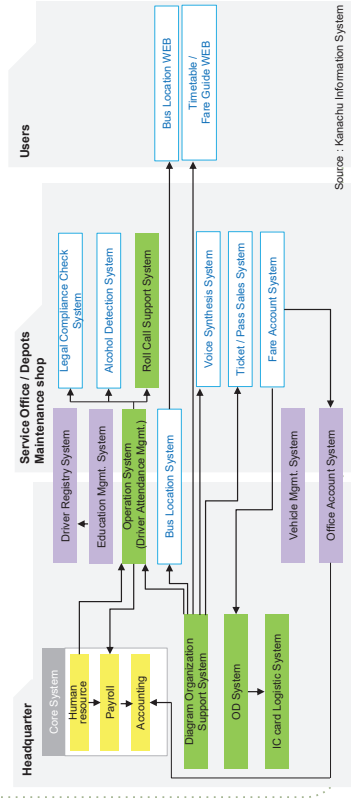 Headquarter
Service Office / Depots
Maintenance shop
Users
Core System
Human
resource
Payroll
Accounting
Driver Registry System
Education Mgmt. System
Operation System
(Driver Attendance Mgmt.)
Bus Location System
Legal Compliance Check
System
Alcohol Detection System
Roll Call Support System
Bus Location WEB
Timetable /
Fare Guide WEB
Diagram Organization
Support System
OD System
IC card Logistic System
Voice Synthesis System
Ticket / Pass Sales System
Fare Account System
Vehicle Mgmt. System
Office Account System
Source : Kanachu Information System